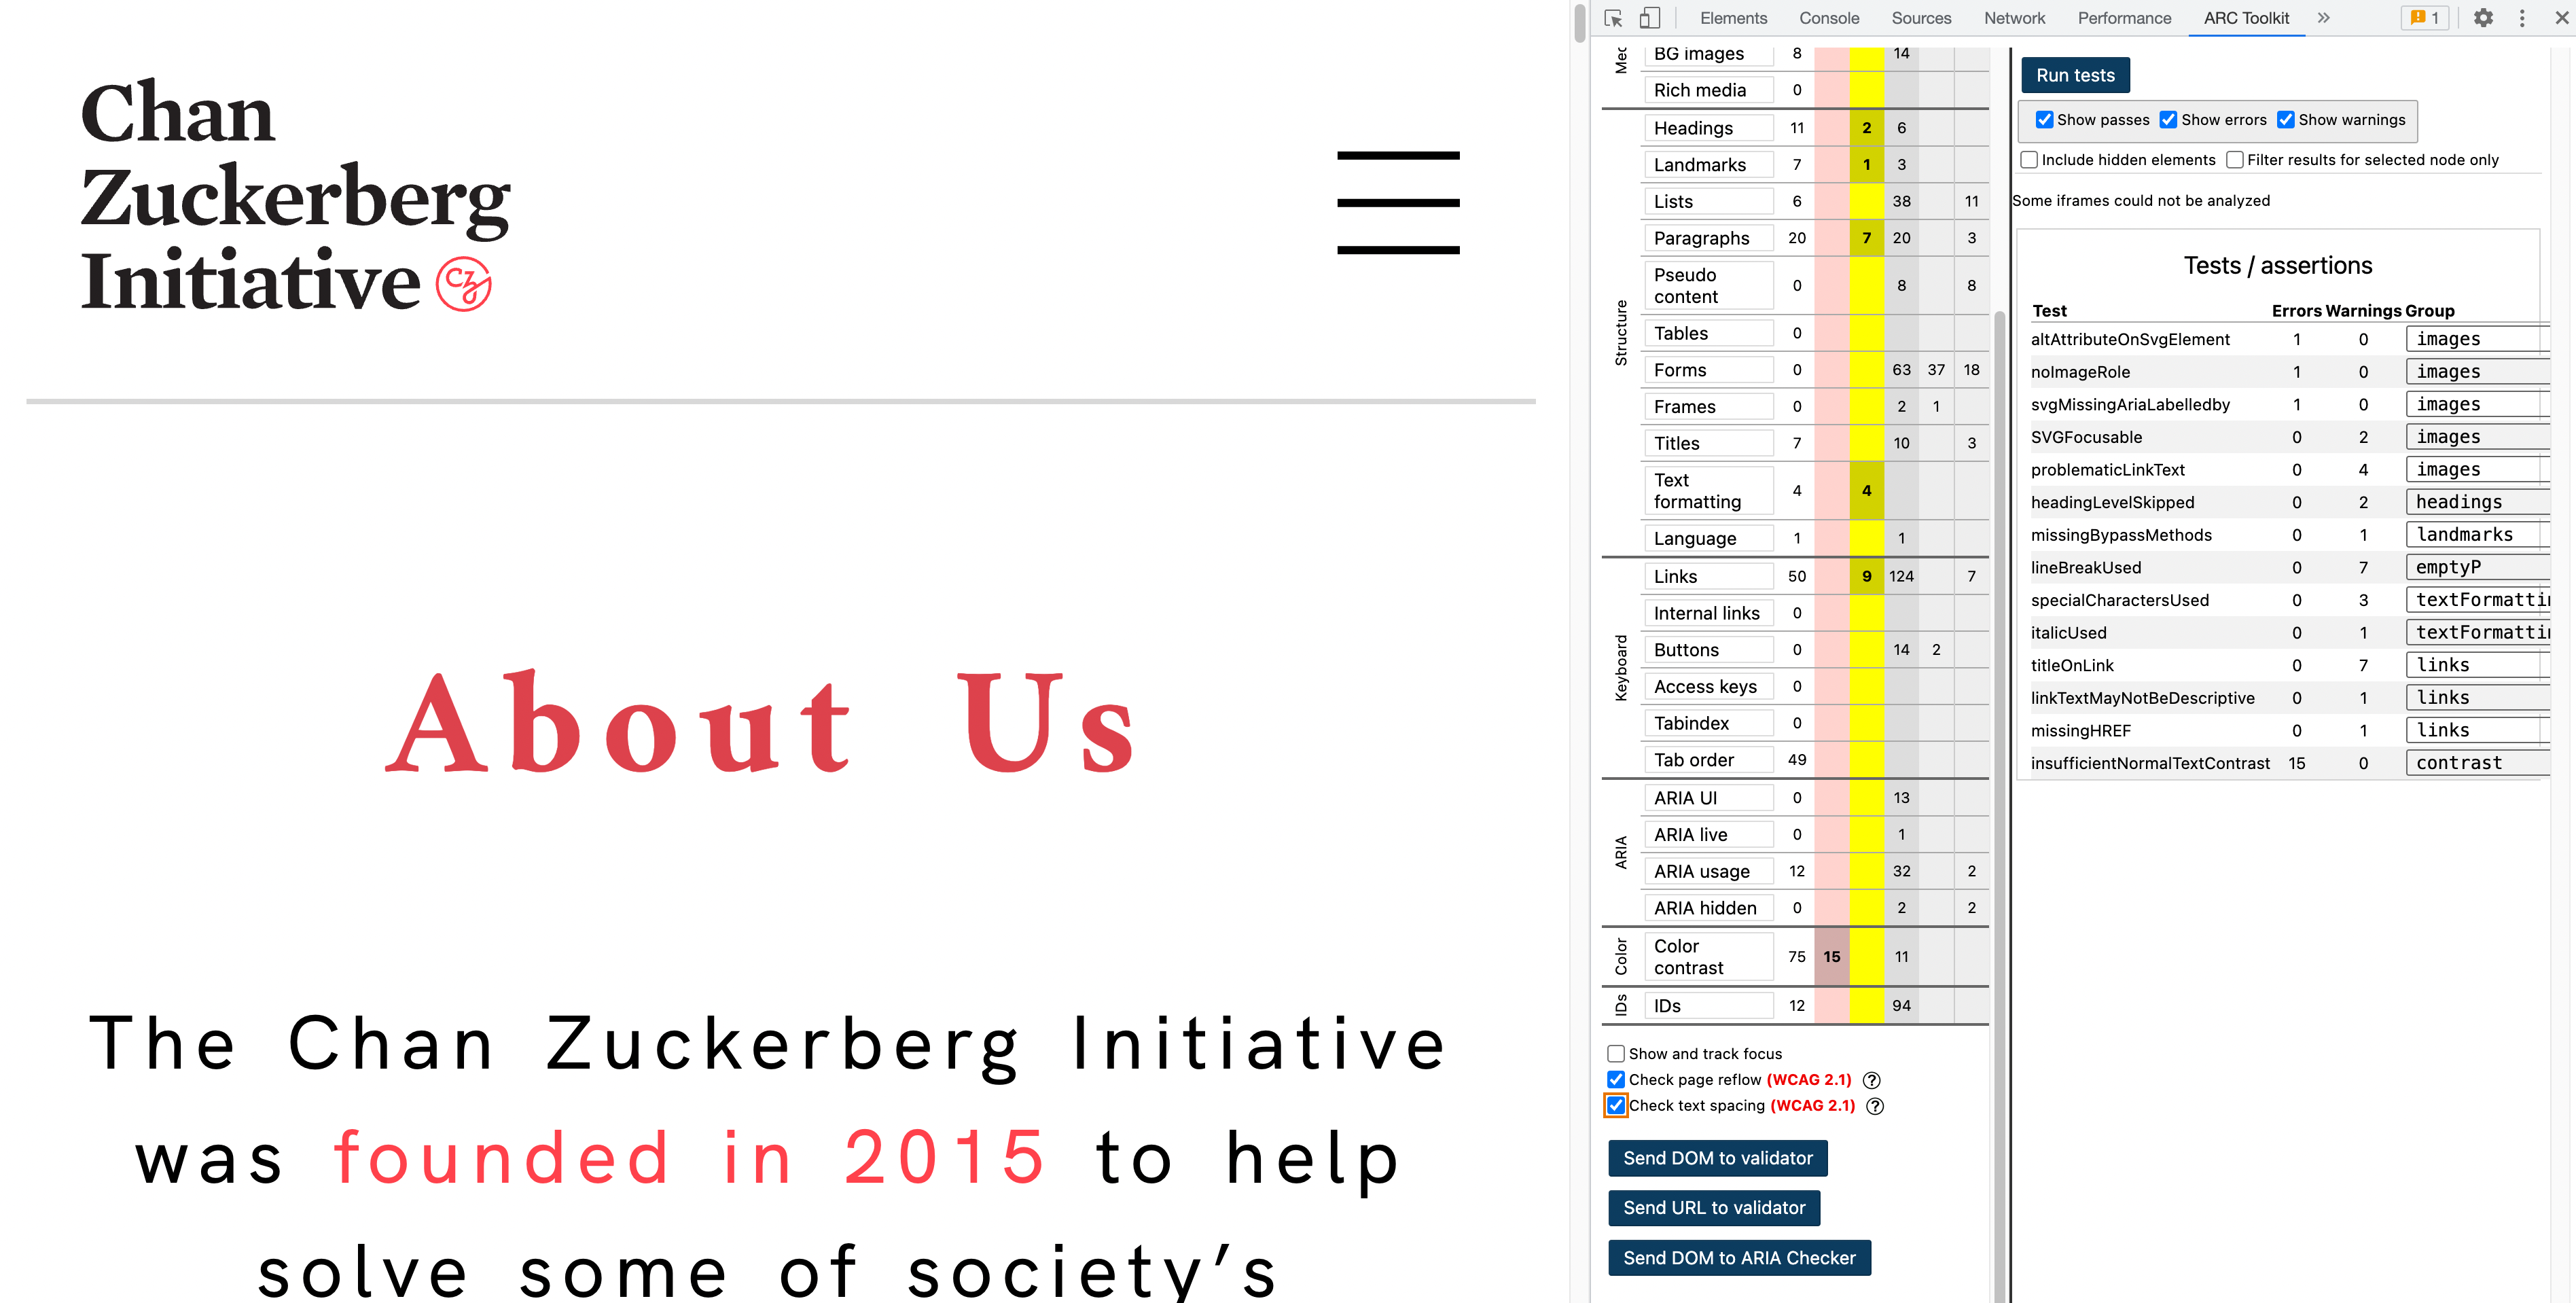 Chan
Zuckerberg
Initiative
CZI
About Us
The Chan Zuckerberg Initiative
was founded in 2015 to help
solve some of society’s
Elements Console Sources Network Performance ARC Toolkit » 1
BG images 8 14
Rich media 0
Structure
Headings 11 2 6
Landmarks 7 1 3
Lists 6 38 11
Paragraphs 20 7 20 3
Pseudo
content 0 8 8
Tables 0
Forms 0 63 37 18
Frames 0 2 1
Titles 7 10 3
Text
formatting 4 4
Language 1 1
Keyboard
Links 50 9 124 7
Internal links 0
Buttons 0 14 2
Access keys 0
Tabindex 0
Tab order 49
ARIA
ARIA UI 0 13
ARIA live 0 1
ARIA usage 12 32 2
ARIA hidden 0 2 2
Color
Color
contrast 75 15 11
IDs
IDs 12 94
Show and track focus
Check page reflow (WCAG 2.1) ?
Check text spacing (WCAG 2.1) ?
Send DOM to validator
Send URL to validator
Send DOM to ARIA Checker
Run tests
Show passes Show errors Show warnings
Include hidden elements Filter results for selected node only
Some iframes could not be analyzed
Tests / assertions
Test Errors Warnings Group
altAttributeOnSvgElement 1 0 images
noImageRole 1 0 images
svgMissingAriaLabelledby 1 0 images
SVGFocusable 0 2 images
problematicLinkText 0 4 images
headingLevelSkipped 0 2 headings
missingBypassMethods 0 1 landmarks
lineBreakUsed 0 7 emptyP
specialCharactersUsed 0 3 textFormatti
italicUsed 0 1 textFormatti
titleOnLink 0 7 links
linkTextMayNotBeDescriptive 0 1 links
missingHREF 0 1 links
insufficientNormalTextContrast 15 0 contrast